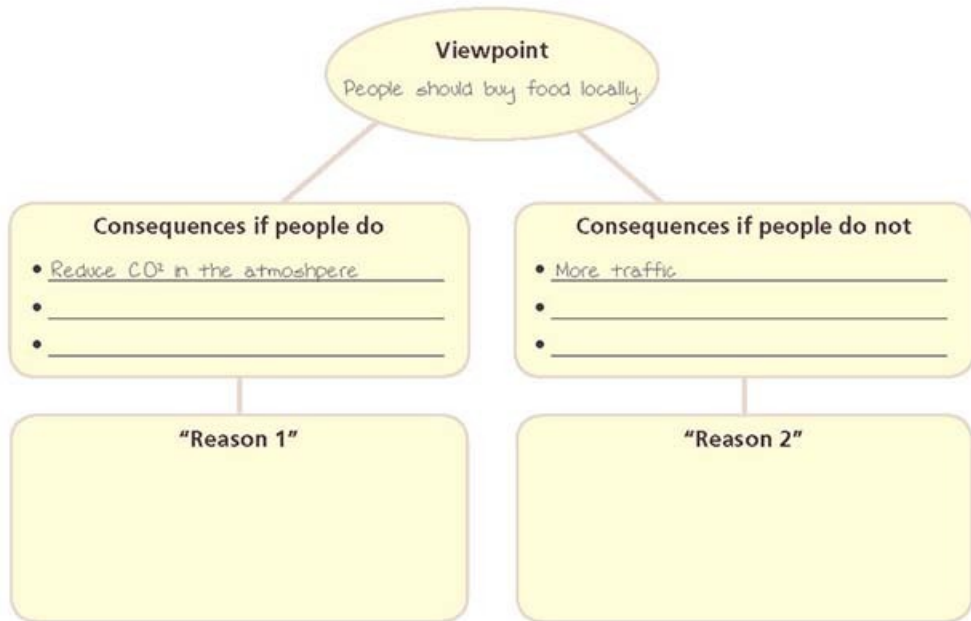 Viewpoint
People should buy food locally.
Consequences if people do
• Reduce CO² in the atmoshpere
•
•
Consequences if people do not
• More traffic
•
•
“Reason 1”
“Reason 2”